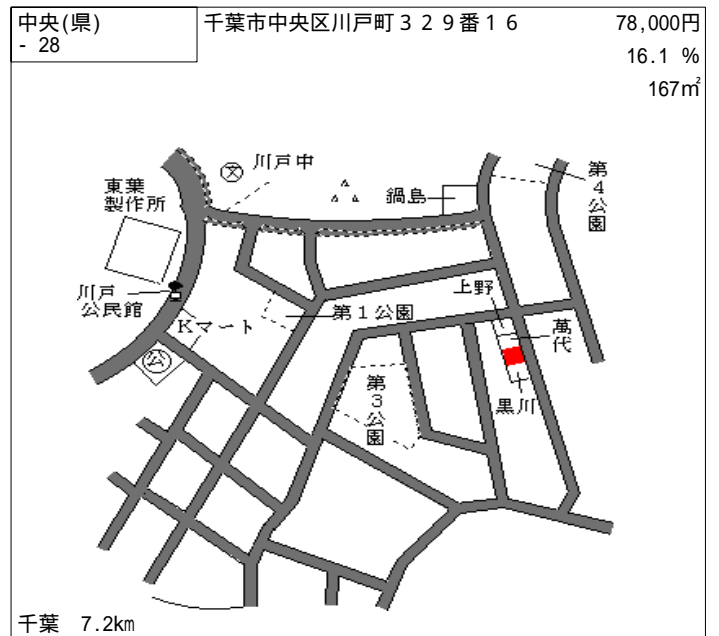 中央(県)
- 28
千葉市中央区川戸町３２９番１６
78,000円
16.1 %
167㎡
文
川戸中
東葉
製作所
鍋島
第4公園
川戸
公民館
Kマート
第1公園
上野
萬代
公
第3公園
黒川
千葉 7.2km